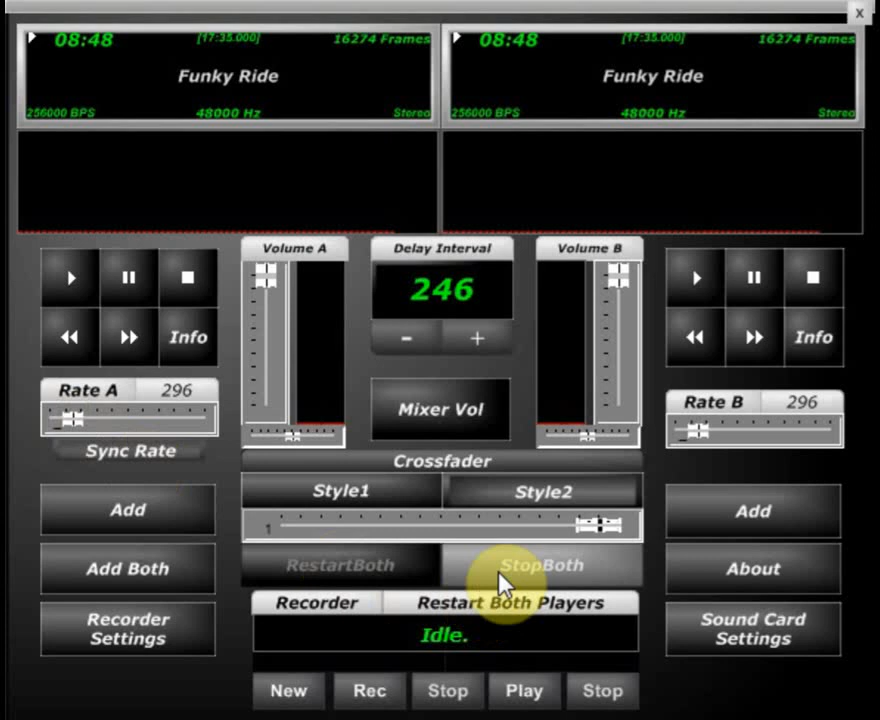 x
08:48 [17:35.000] 16274 Frames
Funky Ride
256000 BPS 48000 Hz Stereo
08:48 [17:35.000] 16274 Frames
Funky Ride
256000 BPS 48000 Hz Stereo
Volume A
Delay Interval
Volume B
246
- +
Info
Info
Mixer Vol
Rate A 296
Rate B 296
Sync Rate
Crossfader
Style1 Style2
1
Add
Add
RestartBoth StopBoth
Add Both
About
Recorder Restart Both Players
Recorder
Settings
Idle.
Sound Card
Settings
New Rec Stop Play Stop